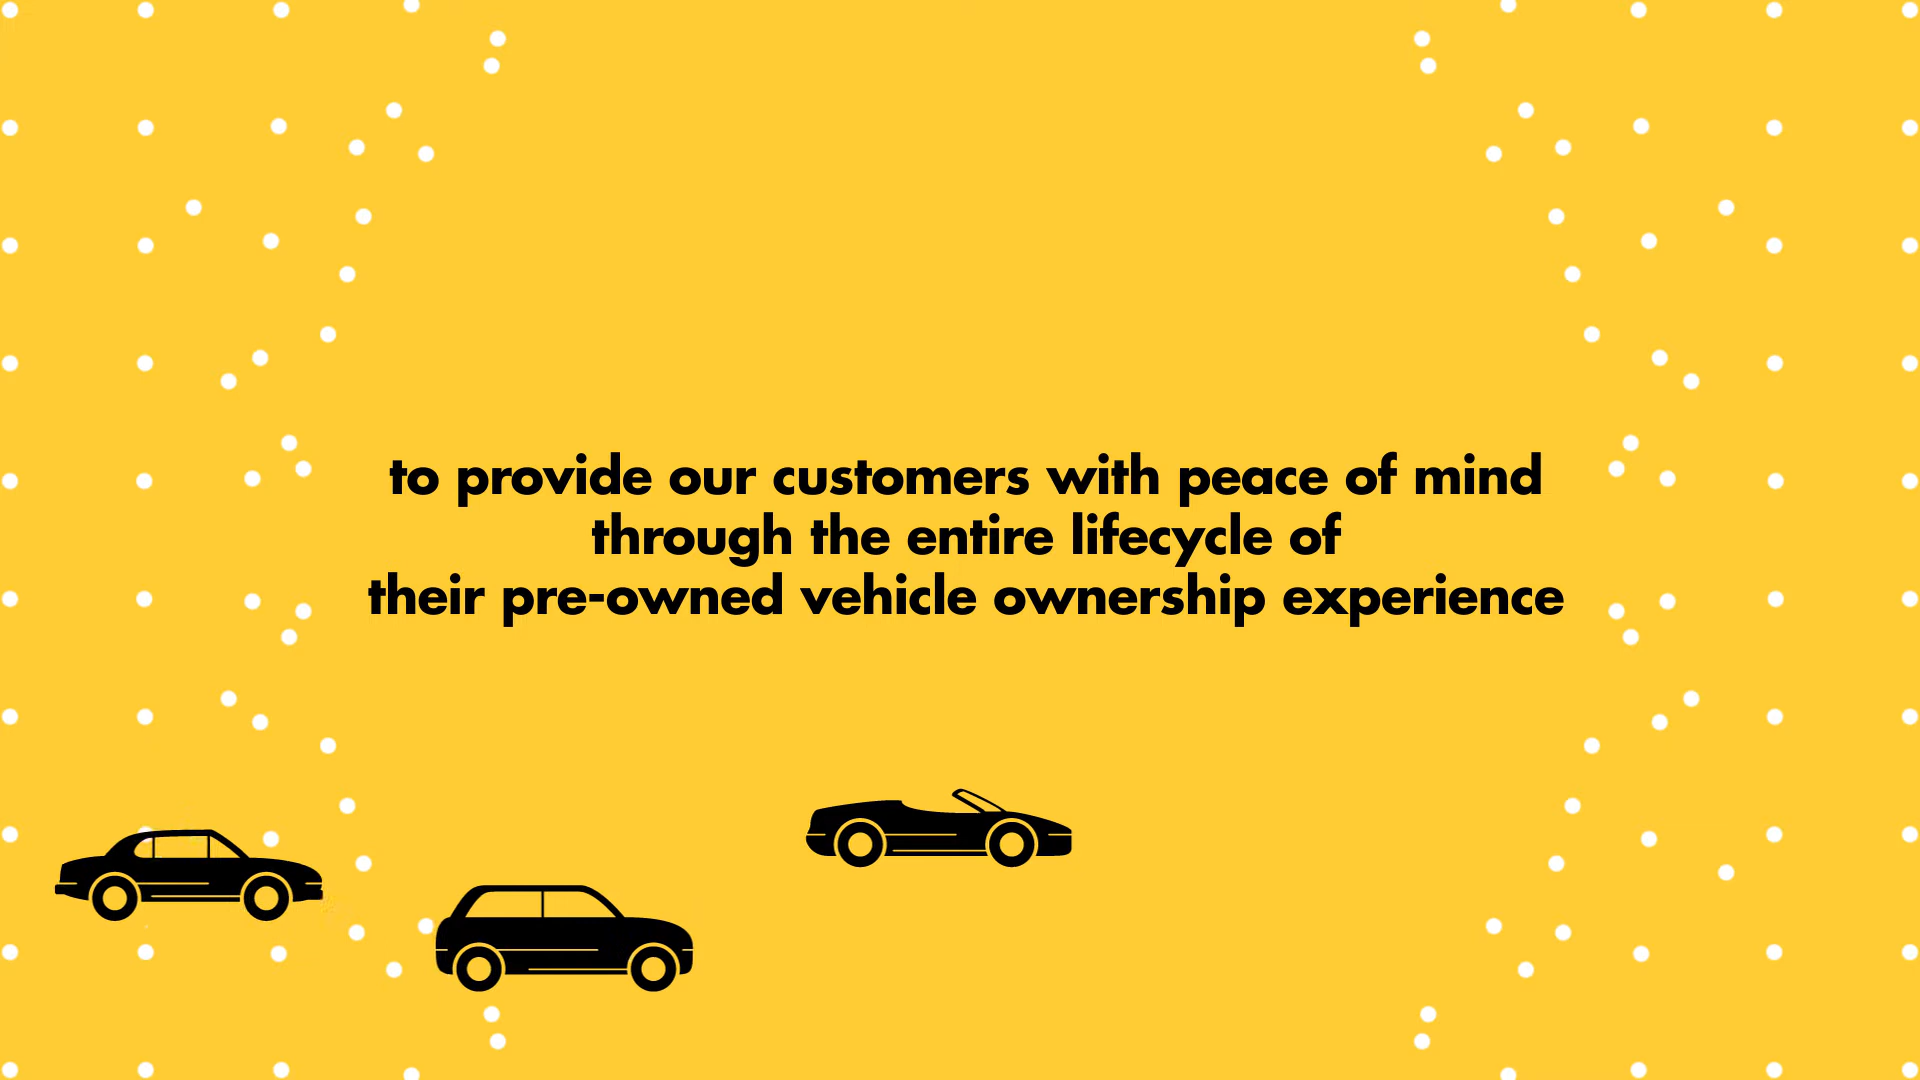 to provide our customers with peace of mind
through the entire lifecycle of
their pre-owned vehicle ownership experience